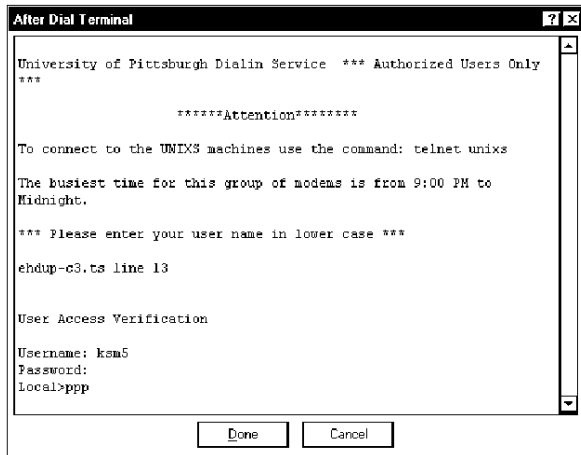 After Dial Terminal
? X
University of Pittsburgh Dialin Service *** Authorized Users Only
***
******Attention********
To connect to the UNIXS machines use the command: telnet unixs
The busiest time for this group of modems is from 9:00 PM to
Midnight.
*** Please enter your user name in lower case ***
ehdup-c3.ts line 13
User Access Verification
Username: ksm5
Password:
Local>ppp
Done Cancel